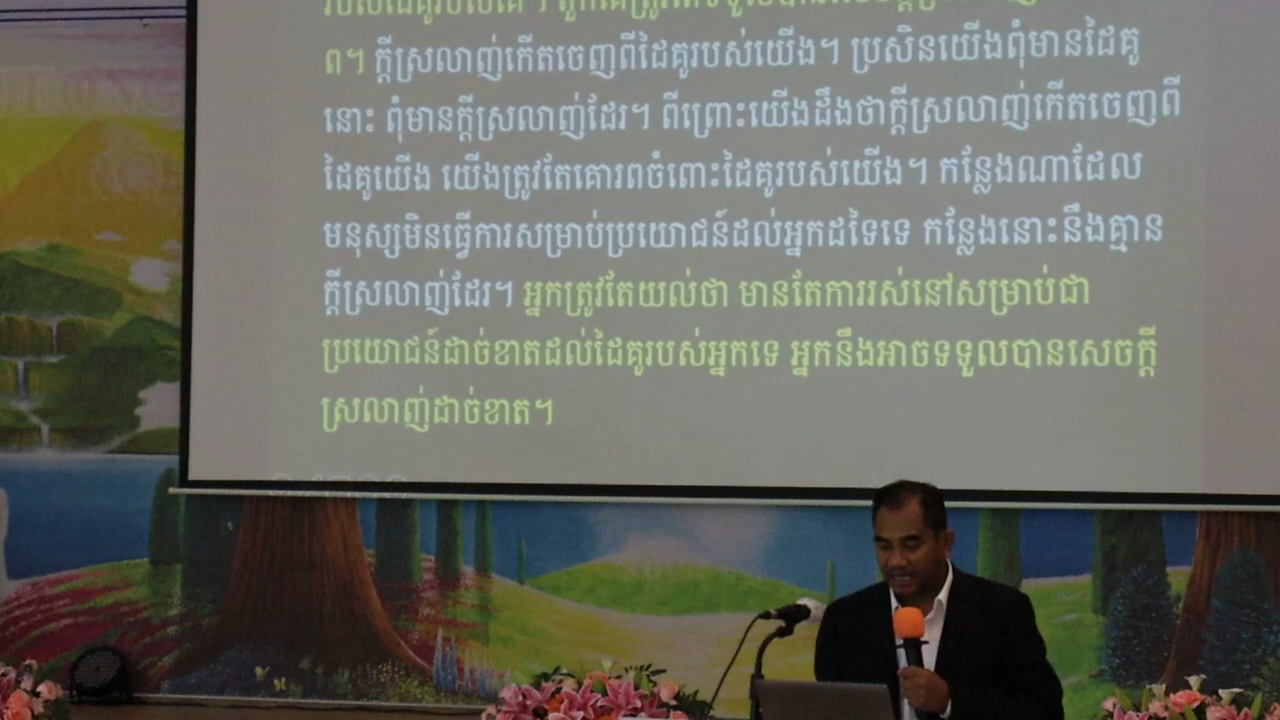 ព។ ក្ដីស្រលាញ់កើតចេញពីដៃគូរបស់យើង។ ប្រសិនយើងពុំមានដៃគូ
នោះ ពុំមានក្ដីស្រលាញ់ដែរ។ ពីព្រោះយើងដឹងថាក្ដីស្រលាញ់កើតចេញពី
ដៃគូយើង យើងត្រូវតែគោរពចំពោះដៃគូរបស់យើង។ កន្លែងណាដែល
មនុស្សមិនធ្វើការសម្រាប់ប្រយោជន៍ដល់អ្នកដទៃទេ កន្លែងនោះនឹងគ្មាន
ក្ដីស្រលាញ់ដែរ។ អ្នកត្រូវតែយល់ថា មានតែការរស់នៅសម្រាប់ជា
ប្រយោជន៍ដាច់ខាតដល់ដៃគូរបស់អ្នកទេ អ្នកនឹងអាចទទួលបានសេចក្ដី
ស្រលាញ់ដាច់ខាត។